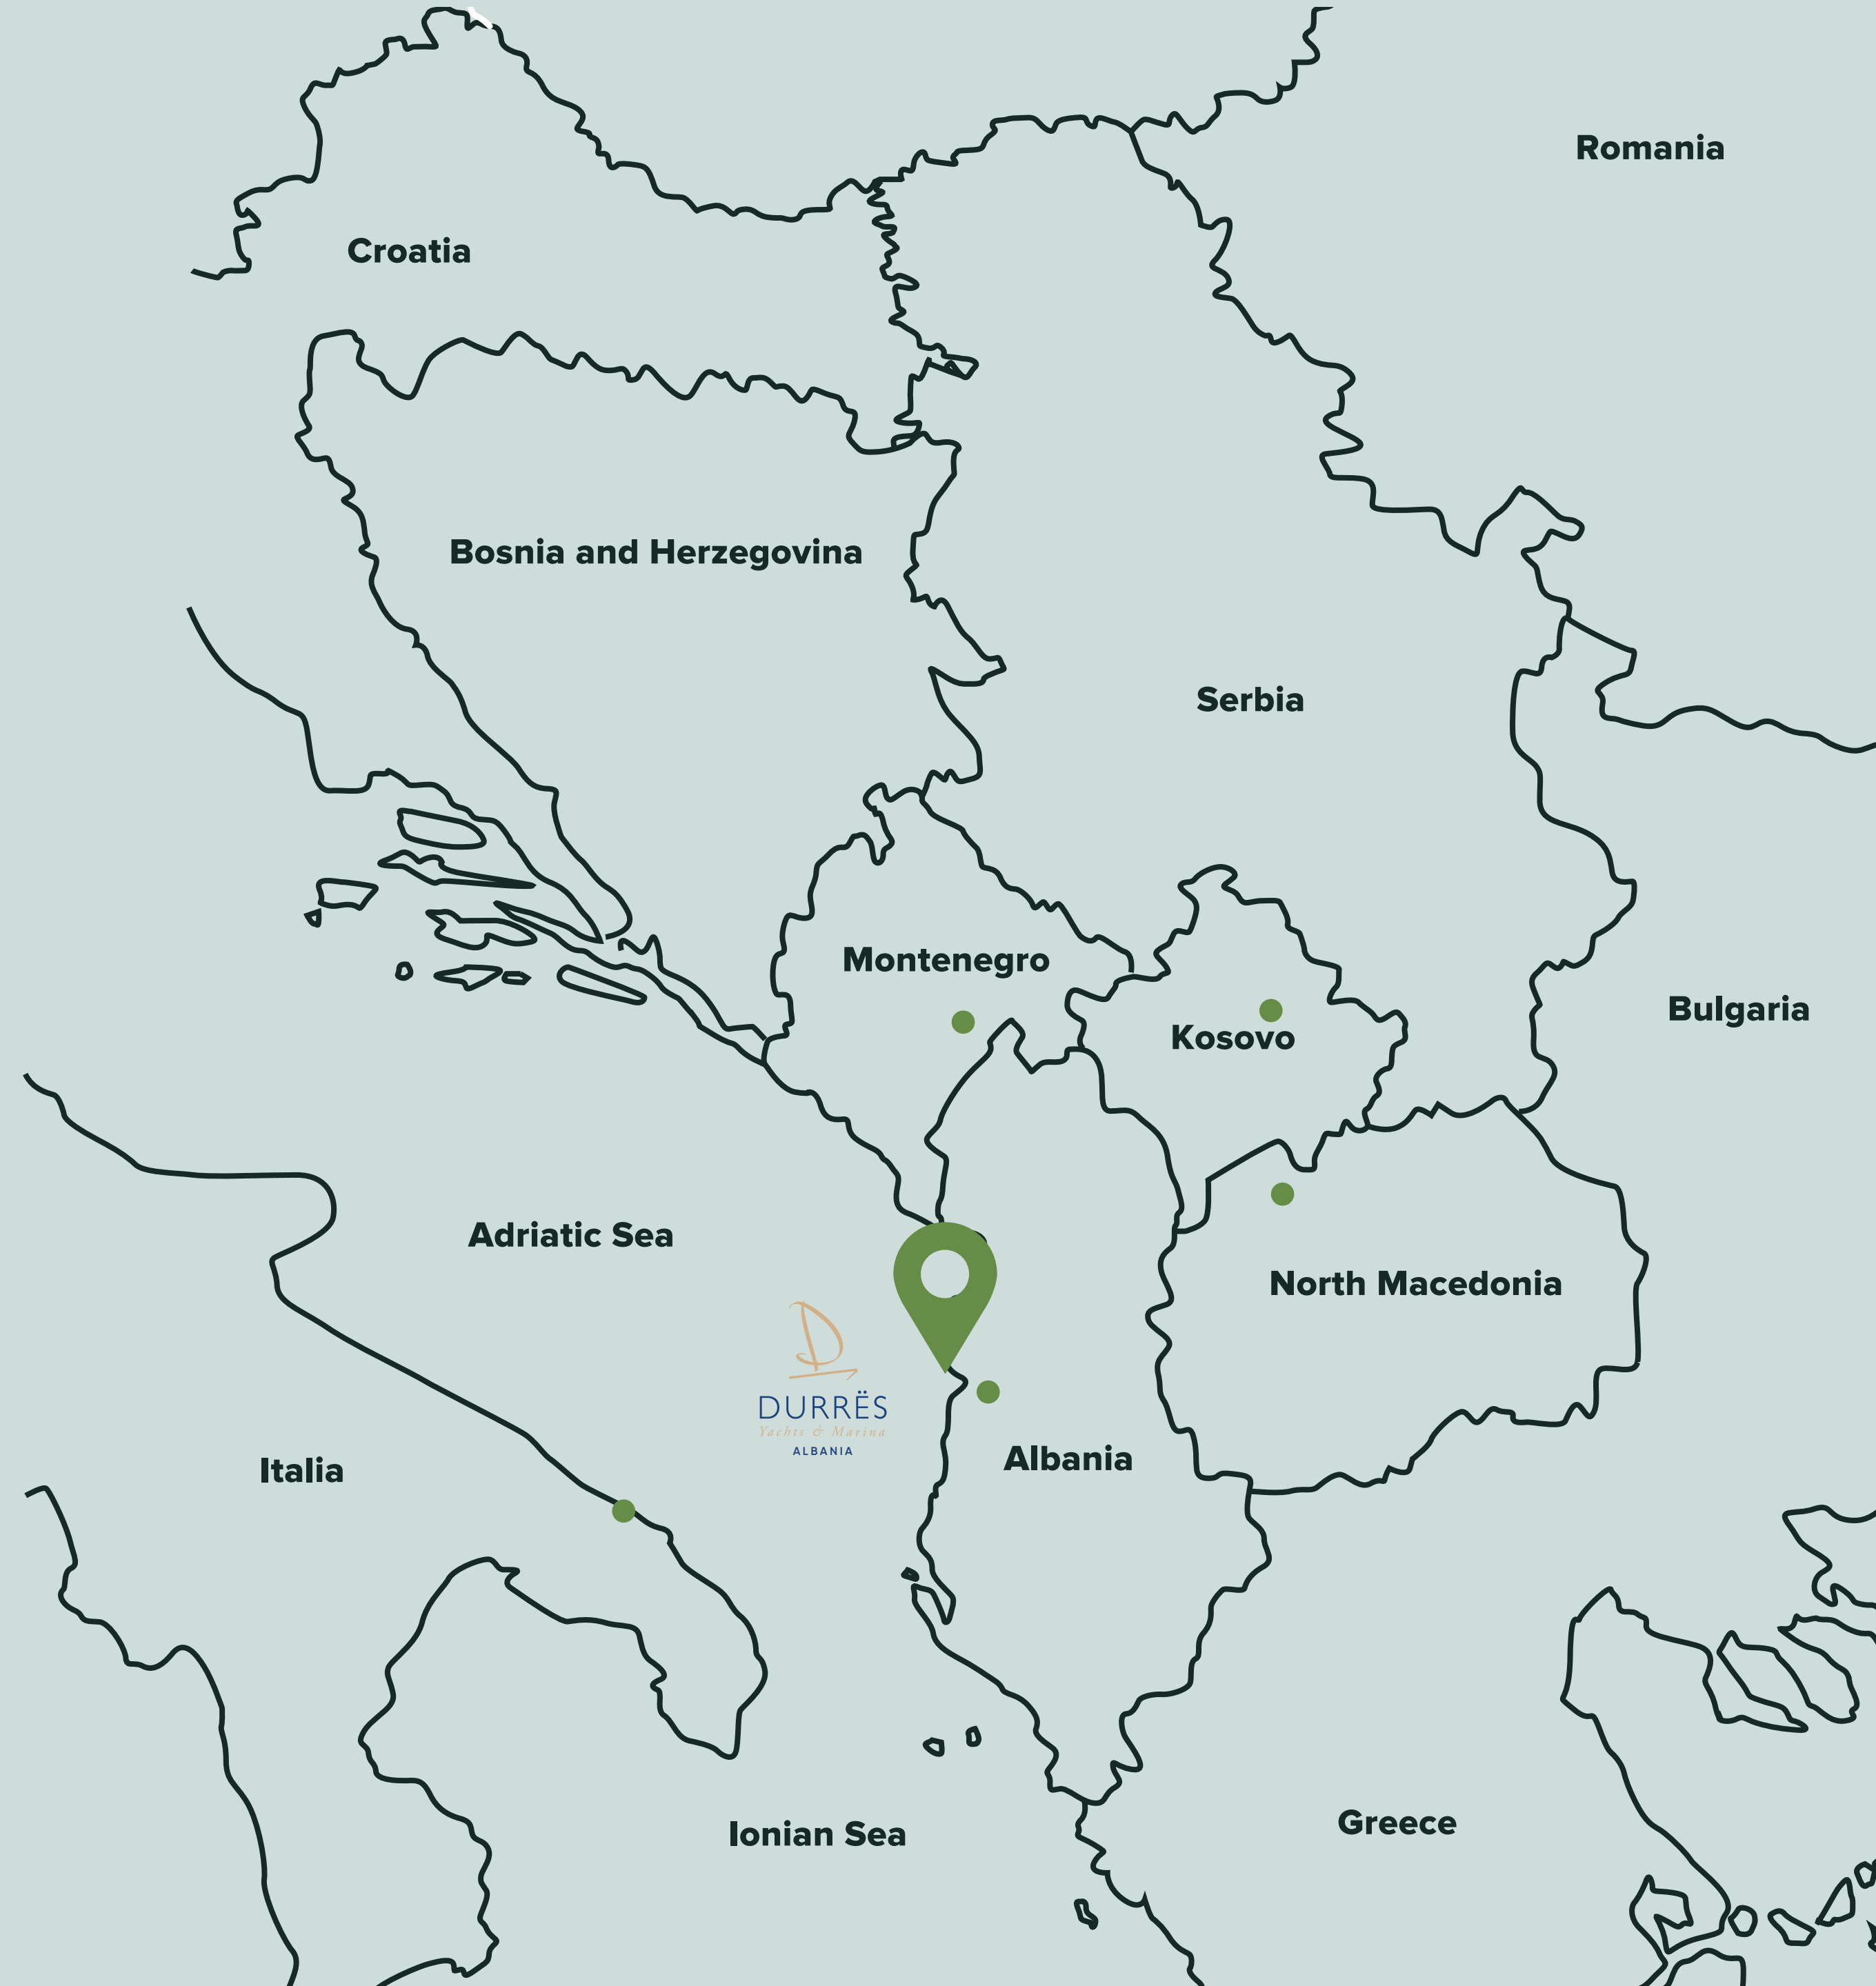 Romania
Croatia
Bosnia and Herzegovina
Serbia
Montenegro
Bulgaria
Kosovo
Adriatic Sea
North Macedonia
DURRËS
Yachts & Marina
ALBANIA
Albania
Italia
Greece
Ionian Sea